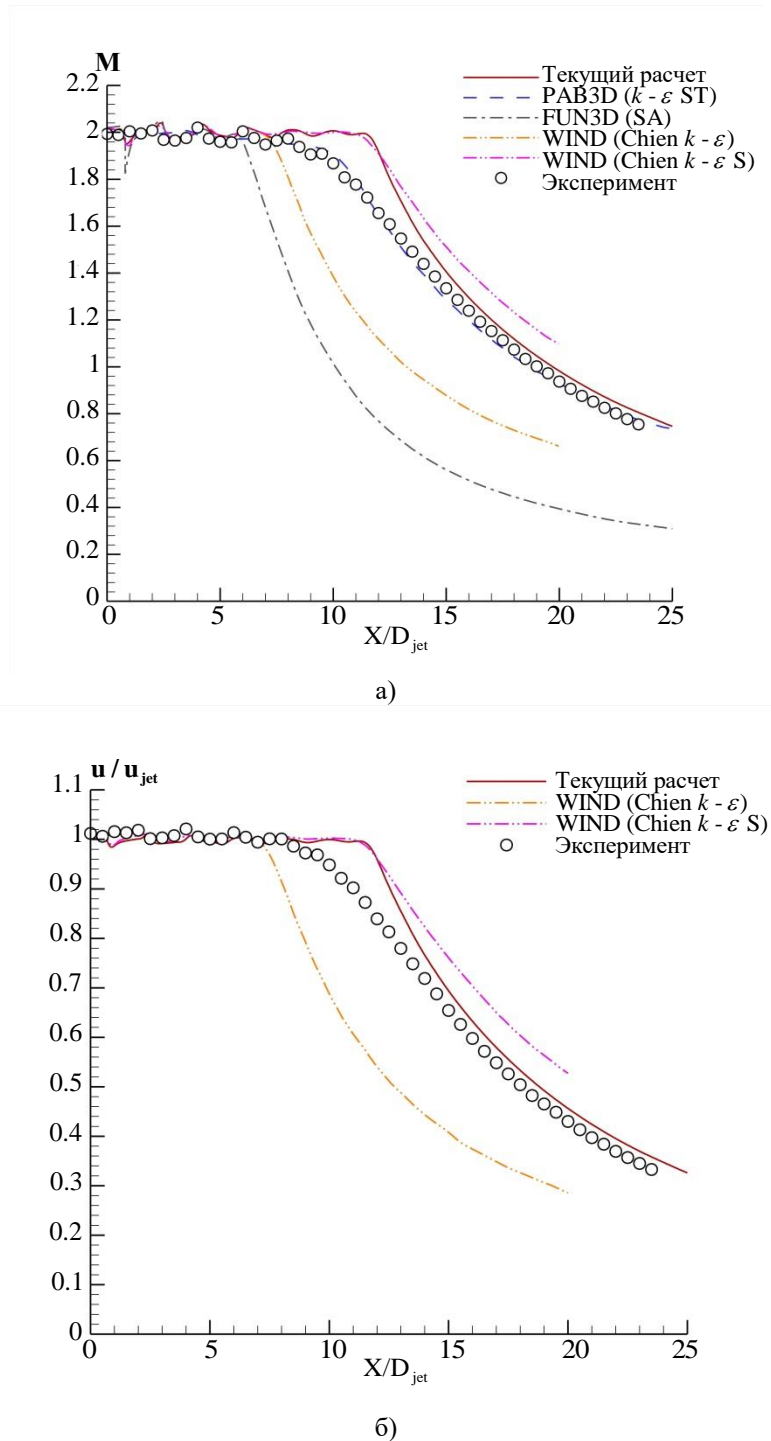 M
2.2
2
1.8
1.6
1.4
1.2
1
0.8
0.6
0.4
0.2
0
0 5 10 15 20 25
X/D jet
Текущий расчет
PAB3D (k - ε ST)
FUN3D (SA)
WIND (Chien k - ε)
WIND (Chien k - ε S)
Эксперимент
а)
u / u jet
1.1
1
0.9
0.8
0.7
0.6
0.5
0.4
0.3
0.2
0.1
0
0 5 10 15 20 25
X/D jet
Текущий расчет
WIND (Chien k - ε)
WIND (Chien k - ε S)
Эксперимент
б)